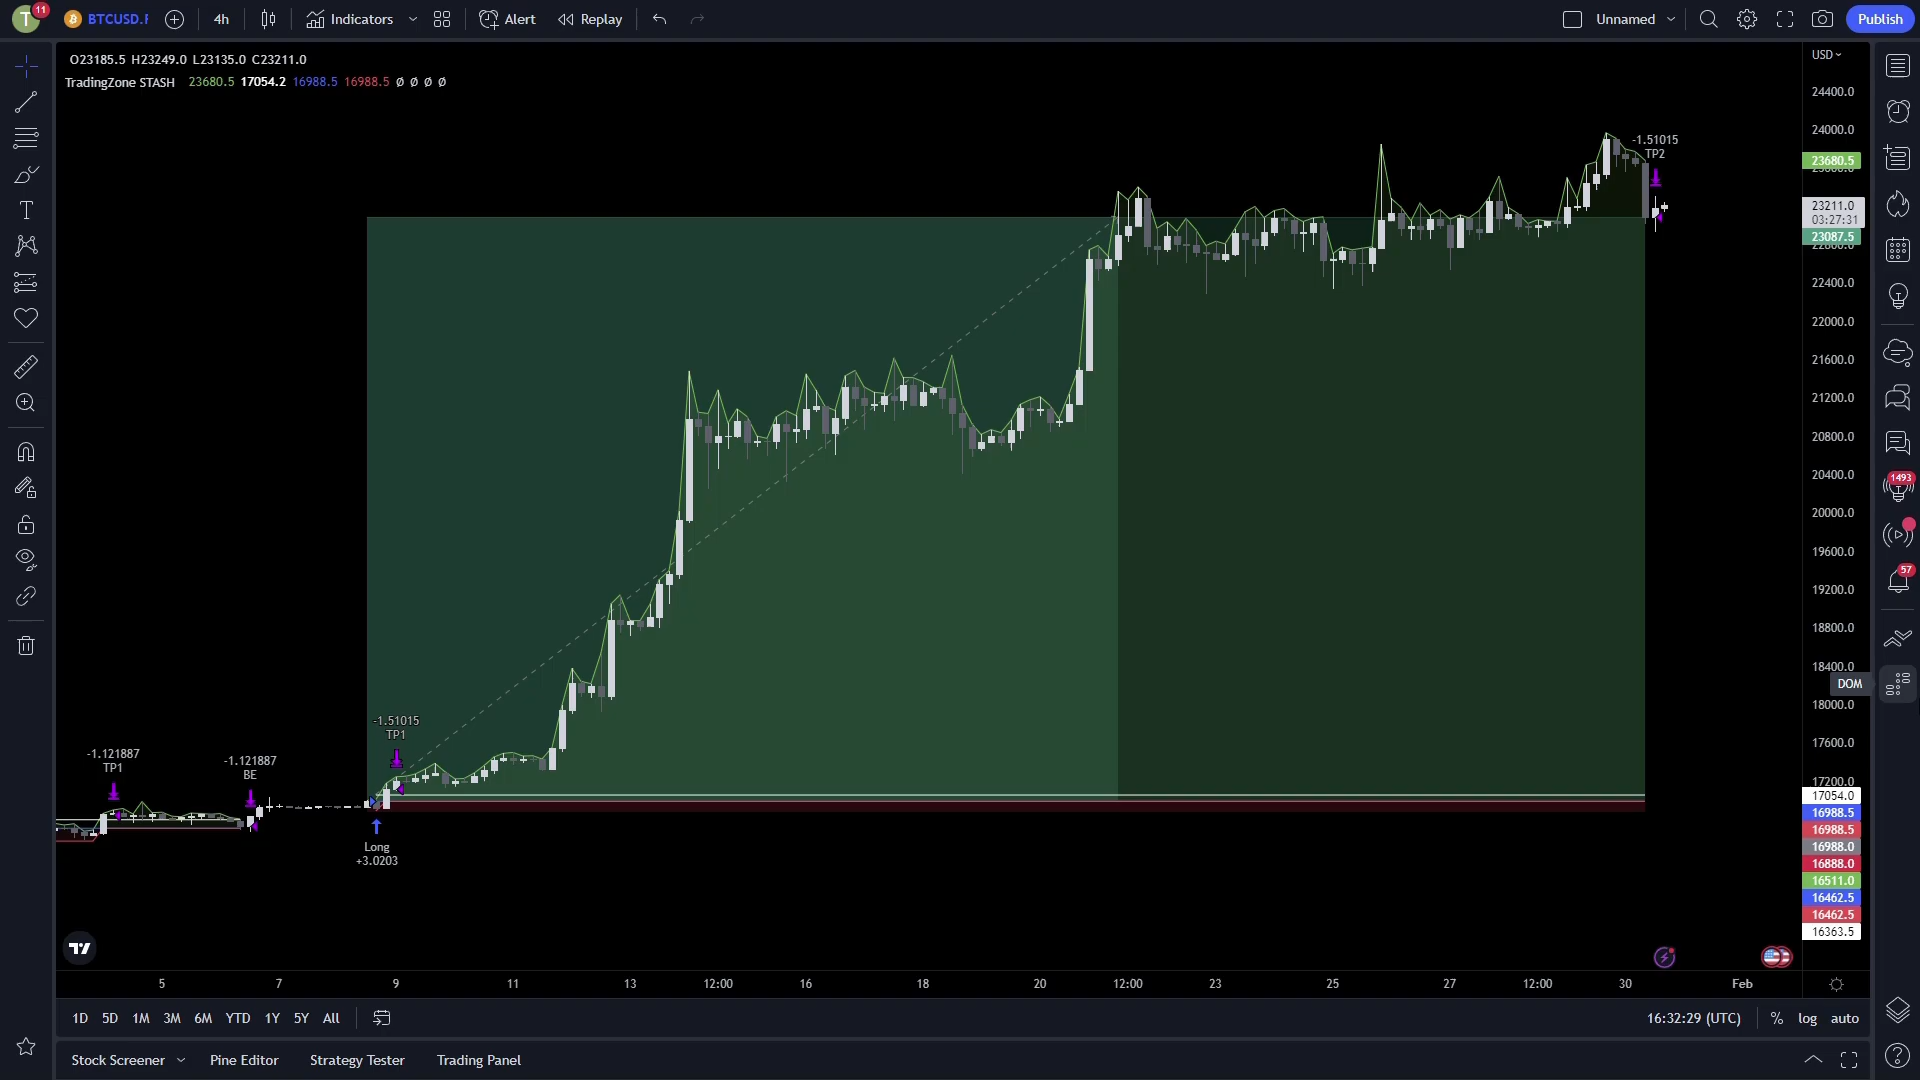 T
11
BTCUSD.F
4h
Indicators
Alert
Replay
Unnamed
Publish
O23185.5 H23249.0 L23135.0 C23211.0
TradingZone STASH 23680.5 17054.2 16988.5 16988.5 Ø Ø Ø Ø
USD
24400.0
24000.0
23680.5
23211.0
03:27:31
23087.5
22400.0
22000.0
21600.0
21200.0
20800.0
20400.0
20000.0
19600.0
19200.0
18800.0
18400.0
DOM
18000.0
17600.0
17200.0
17054.0
16988.5
16988.5
16988.0
16888.0
16511.0
16462.5
16462.5
16363.5
-1.51015
TP2
-1.51015
TP1
-1.121887
TP1
-1.121887
BE
Long
+3.0203
1493
57
5 7 9 11 13 12:00 16 18 20 12:00 23 25 27 12:00 30 Feb
1D 5D 1M 3M 6M YTD 1Y 5Y All
16:32:29 (UTC) % log auto
Stock Screener Pine Editor Strategy Tester Trading Panel